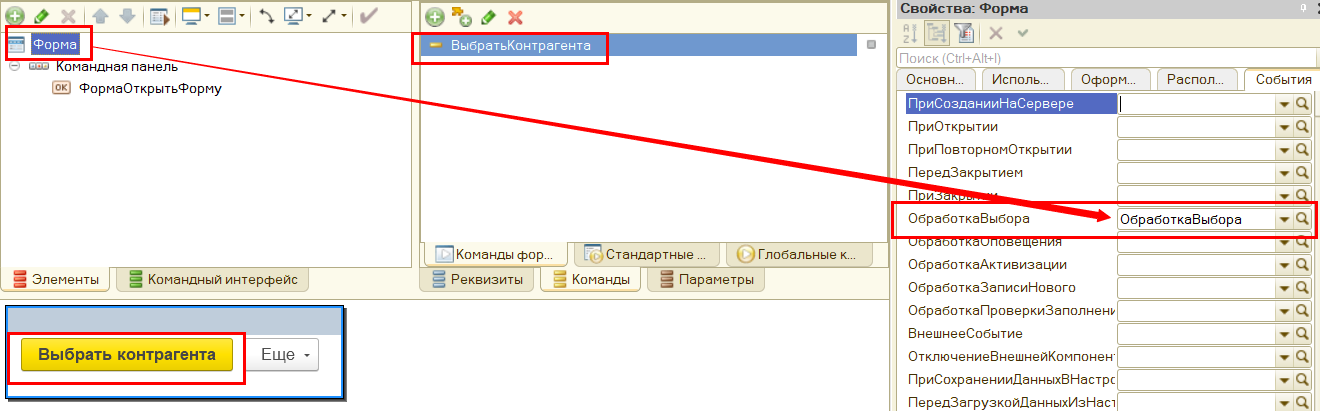 Форма
Командная панель
OK ФормаОткрытьФорму
Элементы
Командный интерфейс
ВыбратьКонтрагента
Команды фор...
Стандартные ...
Глобальные к...
Реквизиты
Команды
Параметры
Выбрать контрагента
Еще
Свойства: Форма
Поиск (Ctrl+Alt+I)
Основн...
Исполь...
Оформ...
Распол...
События
ПриСозданииНаСервере
ПриОткрытии
ПриПовторномОткрытии
ПередЗакрытием
ПриЗакрытии
ОбработкаВыбора ОбработкаВыбора
ОбработкаОповещения
ОбработкаАктивизации
ОбработкаЗаписиНового
ОбработкаПроверкиЗаполнени
ВнешнееСобытие
ОтключениеВнешнейКомпонент
ПриСохраненииДанныхВНастро
ПередЗагрузкойДанныхИзНаст